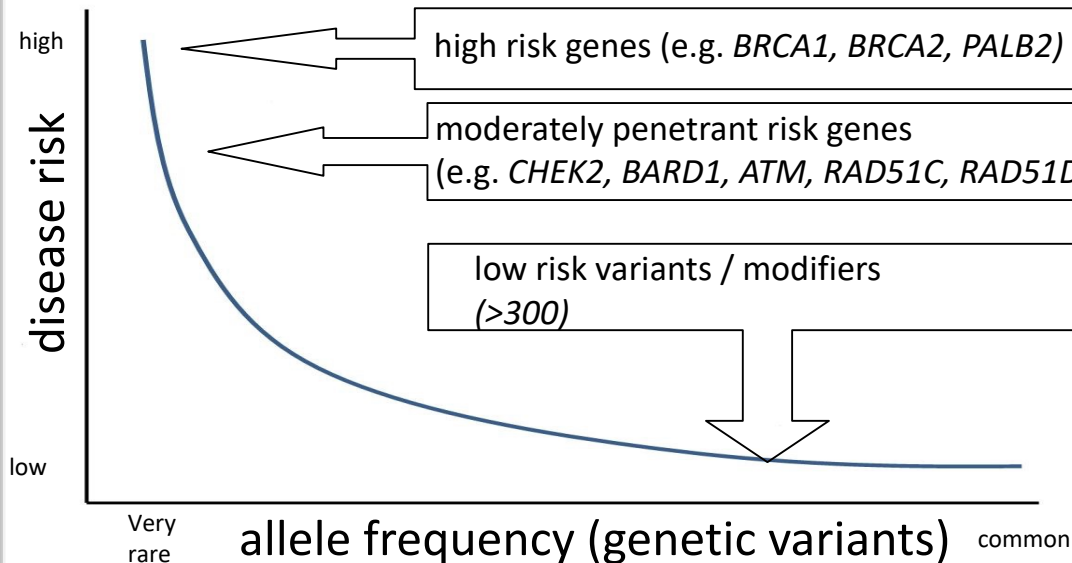 high
high risk genes (e.g. BRCA1, BRCA2, PALB2)
moderately penetrant risk genes
(e.g. CHEK2, BARD1, ATM, RAD51C, RAD51D
low risk variants / modifiers
(>300)
disease risk
low
Very
rare
allele frequency (genetic variants)
common